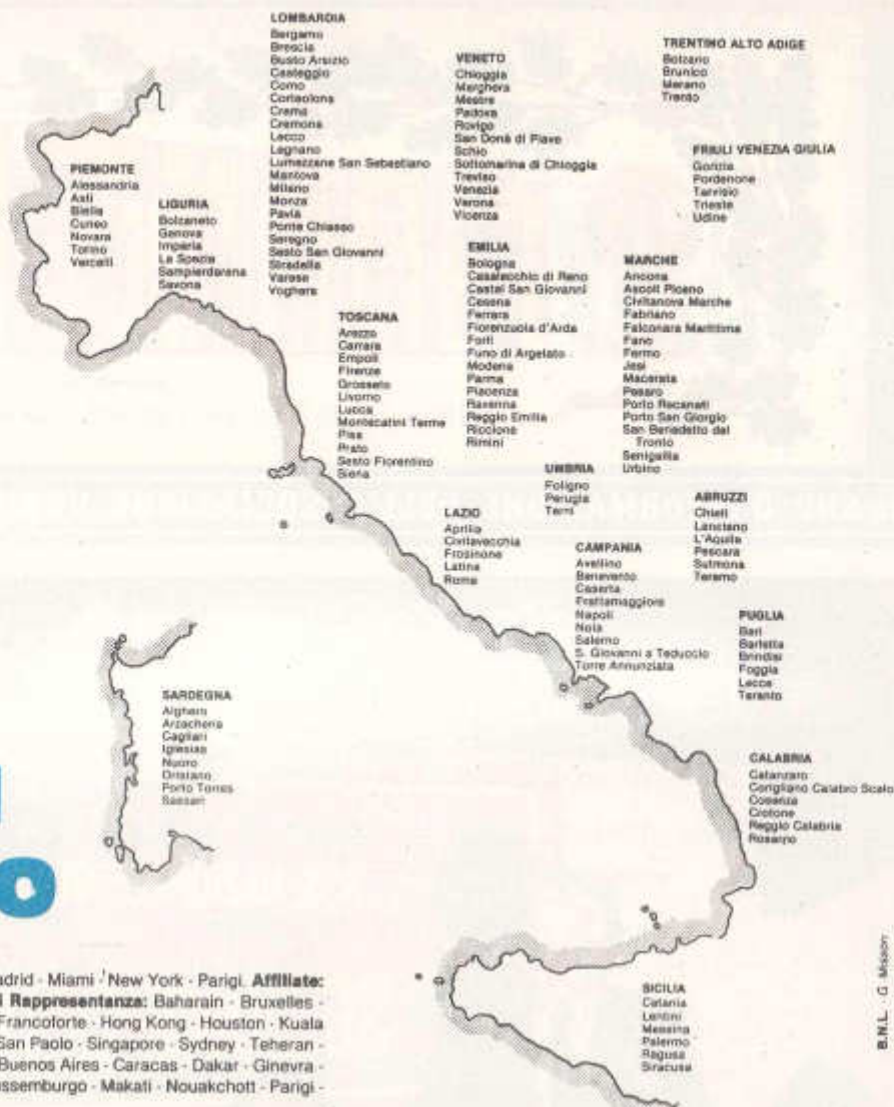 LOMBARDIA
Bergamo
Brescia
Busto Arsizio
Casteggio
Como
Corteolona
Crema
Cremona
Lecco
Legnano
Lumezzane San Sebastiano
Mantova
Milano
Monza
Pavia
Ponte Chiasso
Seregno
Sesto San Giovanni
Stradella
Varese
Voghera
VENETO
Chioggia
Marghera
Mestre
Padova
Rovigo
San Donà di Piave
Schio
Sottomarina di Chioggia
Treviso
Venezia
Verona
Vicenza
TRENTINO ALTO ADIGE
Bolzano
Brunico
Merano
Trento
FRIULI VENEZIA GIULIA
Gorizia
Pordenone
Tarvisio
Trieste
Udine
PIEMONTE
Alessandria
Asti
Biella
Cuneo
Novara
Torino
Vercelli
LIGURIA
Bolzaneto
Genova
Imperia
La Spezia
Sampierdarena
Savona
EMILIA
Bologna
Casalecchio di Reno
Castel San Giovanni
Cesena
Ferrara
Fiorenzuola d'Arda
Forlì
Funo di Argelato
Modena
Parma
Piacenza
Ravenna
Reggio Emilia
Riccione
Rimini
MARCHE
Ancona
Ascoli Piceno
Civitanova Marche
Fabriano
Falconara Marittima
Fano
Fermo
Jesi
Macerata
Pesaro
Porto Recanati
Porto San Giorgio
San Benedetto del
Tronto
Senigallia
Urbino
TOSCANA
Arezzo
Carrara
Empoli
Firenze
Grosseto
Livorno
Lucca
Montecatini Terme
Pisa
Prato
Sesto Fiorentino
Siena
UMBRIA
Foligno
Perugia
Terni
LAZIO
Aprilia
Civitavecchia
Frosinone
Latina
Roma
ABRUZZI
Chieti
Lanciano
L'Aquila
Pescara
Sulmona
Teramo
CAMPANIA
Avellino
Benevento
Caserta
Frattamaggiore
Napoli
Nola
Salerno
S. Giovanni a Teduccio
Torre Annunziata
PUGLIA
Bari
Barletta
Brindisi
Foggia
Lecce
Taranto
SARDEGNA
Alghero
Arzachena
Cagliari
Iglesias
Nuoro
Oristano
Porto Torres
Sassari
CALABRIA
Catanzaro
Corigliano Calabro Scalo
Cosenza
Crotone
Reggio Calabria
Rosarno
SICILIA
Catania
Lentini
Messina
Palermo
Ragusa
Siracusa
o
adrid - Miami - New York - Parigi. Affiliate:
i Rappresentanza: Baharain - Bruxelles -
Francoforte - Hong Kong - Houston - Kuala
San Paolo - Singapore - Sydney - Teheran -
Buenos Aires - Caracas - Dakar - Ginevra -
ussemburgo - Makati - Nouakchott - Parigi -
B.N.L. G.